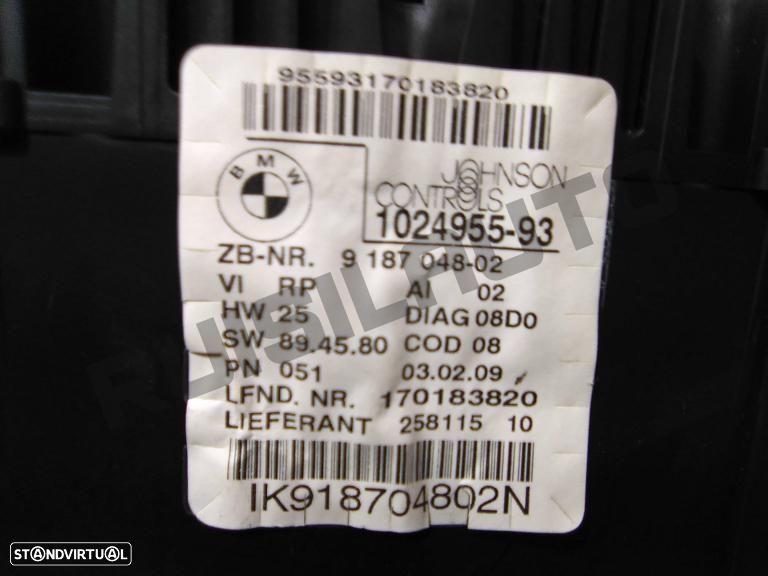 95593170183820
BMW
JOHNSON
CONTROLS
1024955-93
ZB-NR. 9 187 048-02
VI RP AI 02
HW 25 DIAG 08D0
SW 89.45.80 COD 08
PN 051 03.02.09
LFND. NR. 170183820
LIEFERANT 258115 10
IK918704802N
RUISILAUTO
STANDVIRTUAL